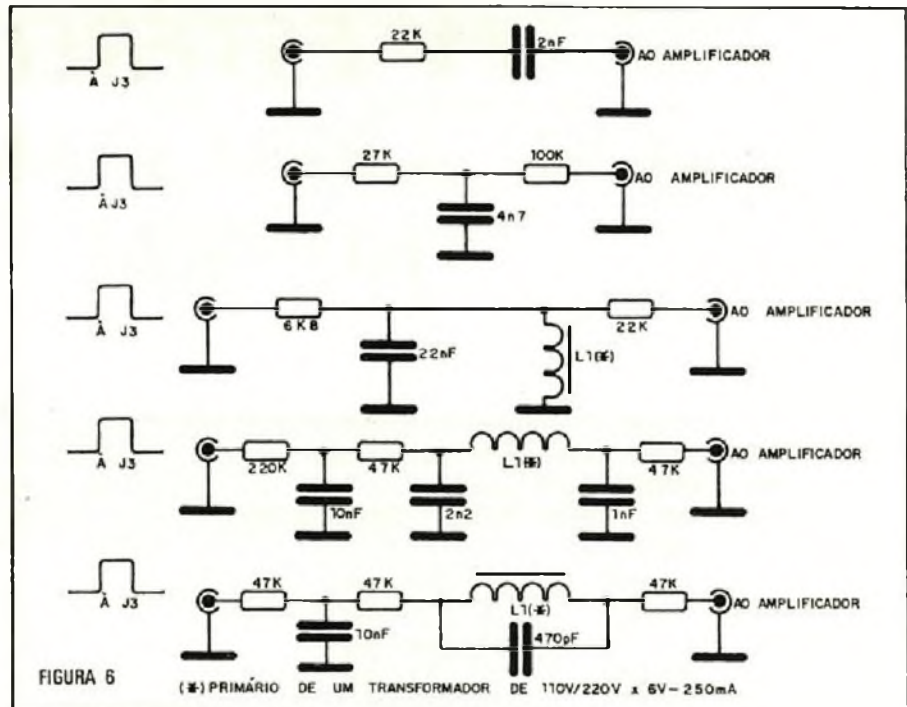 22K
2nF
AO AMPLIFICADOR
À J3
27K
100K
AO AMPLIFICADOR
4n7
À J3
6K8
22K
AO AMPLIFICADOR
À J3
22nF
L1(*)
220K
47K
L1(*)
47K
AO AMPLIFICADOR
À J3
10nF
2n2
1nF
47K
47K
L1(*)
47K
AO AMPLIFICADOR
À J3
10nF
470pF
FIGURA 6
(*) PRIMÁRIO DE UM TRANSFORMADOR DE 110V/220V x 6V-250mA